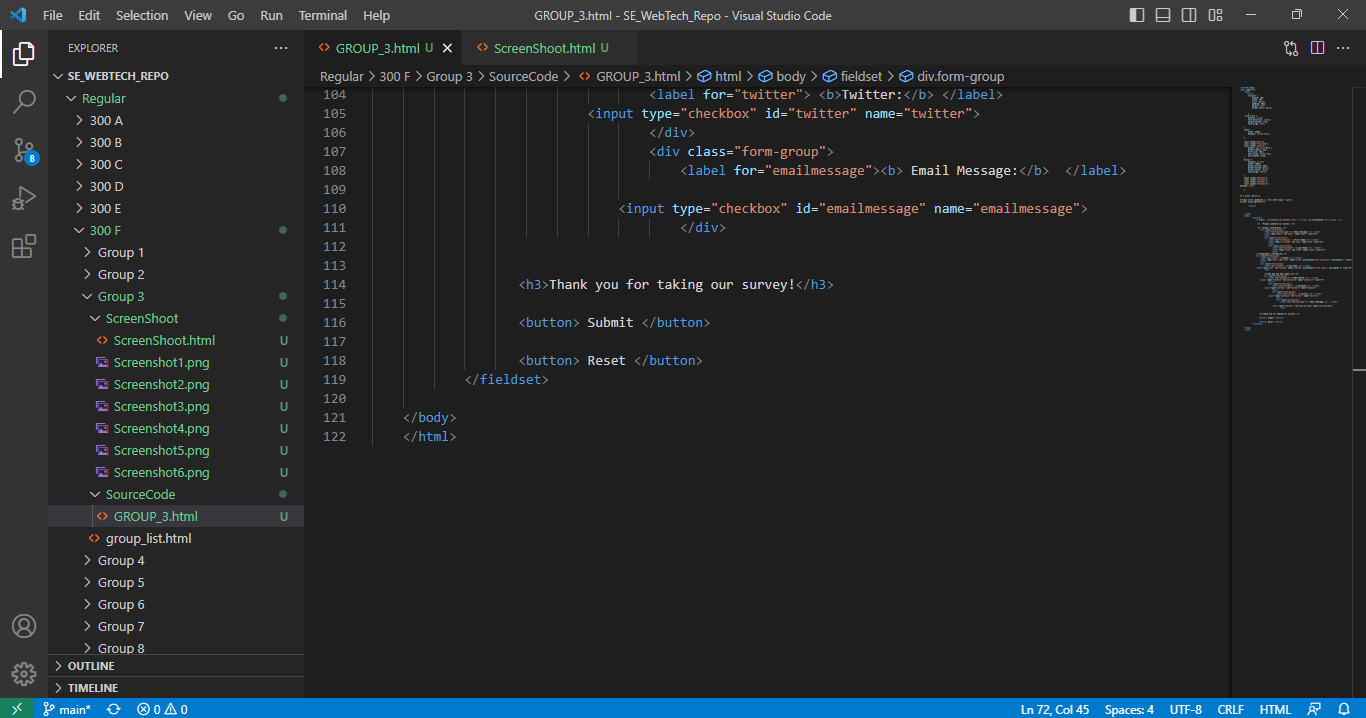 File Edit Selection View Go Run Terminal Help GROUP_3.html - SE_WebTech_Repo - Visual Studio Code
EXPLORER
SE_WEBTECH_REPO
Regular
300 A
300 B
300 C
300 D
300 E
300 F
Group 1
Group 2
Group 3
ScreenShoot
ScreenShoot.html U
Screenshot1.png U
Screenshot2.png U
Screenshot3.png U
Screenshot4.png U
Screenshot5.png U
Screenshot6.png U
SourceCode
GROUP_3.html U
group_list.html
Group 4
Group 5
Group 6
Group 7
Group 8
OUTLINE
TIMELINE
8
GROUP_3.html U ScreenShoot.html U
Regular > 300 F > Group 3 > SourceCode > GROUP_3.html > html > body > fieldset > div.form-group
104 <label for="twitter"> <b>Twitter:</b> </label>
105 <input type="checkbox" id="twitter" name="twitter">
106 </div>
107 <div class="form-group">
108 <label for="emailmessage"><b> Email Message:</b>  </label>
109
110 <input type="checkbox" id="emailmessage" name="emailmessage">
111 </div>
112
113
114 <h3>Thank you for taking our survey!</h3>
115
116 <button> Submit </button>
117
118 <button> Reset </button>
119 </fieldset>
120
121 </body>
122 </html>
main* 0 0 Ln 72, Col 45 Spaces: 4 UTF-8 CRLF HTML